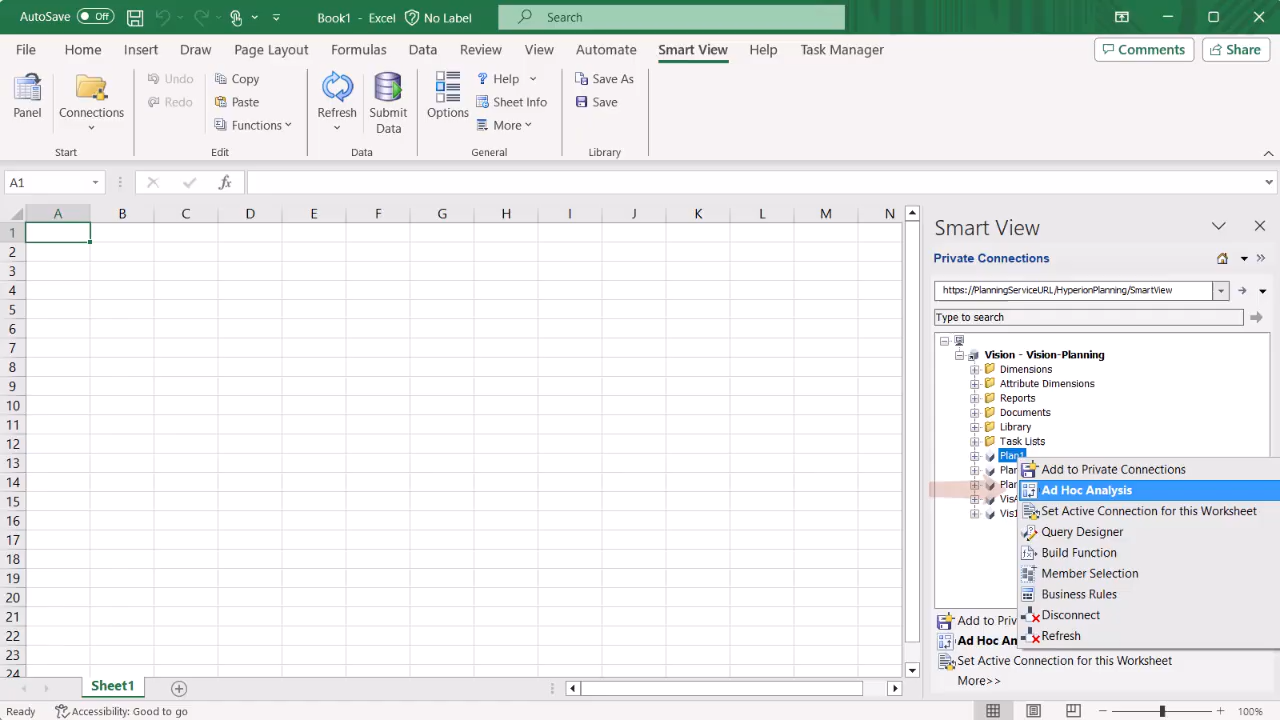 AutoSave Off Book1 - Excel No Label Search
File Home Insert Draw Page Layout Formulas Data Review View Automate Smart View Help Task Manager Comments Share
Panel
Connections
Start
Undo
Redo
Copy
Paste
Functions
Edit
Refresh
Submit
Data
Data
Options
Help
Sheet Info
More
General
Save As
Save
Library
A1 fx
A B C D E F G H I J K L M N
1
2
3
4
5
6
7
8
9
10
11
12
13
14
15
16
17
18
19
20
21
22
23
24
Smart View
Private Connections
https://PlanningServiceURL/HyperionPlanning/SmartView
Type to search
Vision - Vision-Planning
Dimensions
Attribute Dimensions
Reports
Documents
Library
Task Lists
Plan1
Add to Private Connections
Ad Hoc Analysis
Set Active Connection for this Worksheet
Query Designer
Build Function
Member Selection
Business Rules
Disconnect
Refresh
Add to Priv
Ad Hoc An
Set Active Connection for this Worksheet
More>>
Sheet1
Ready Accessibility: Good to go 100%